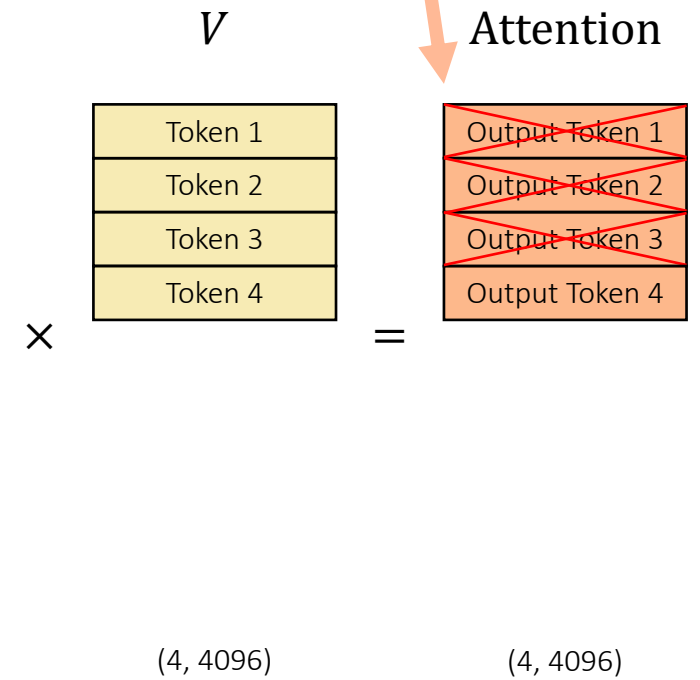 V
Attention
Token 1
Token 2
Token 3
Token 4
×
=
Output Token 1
Output Token 2
Output Token 3
Output Token 4
(4, 4096)
(4, 4096)